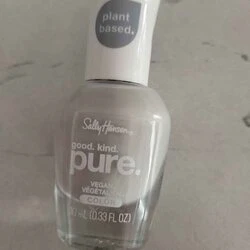 plant
based.
Sally Hansen
good. kind.
pure.
VEGAN
COLOR
(0.33 FL OZ)